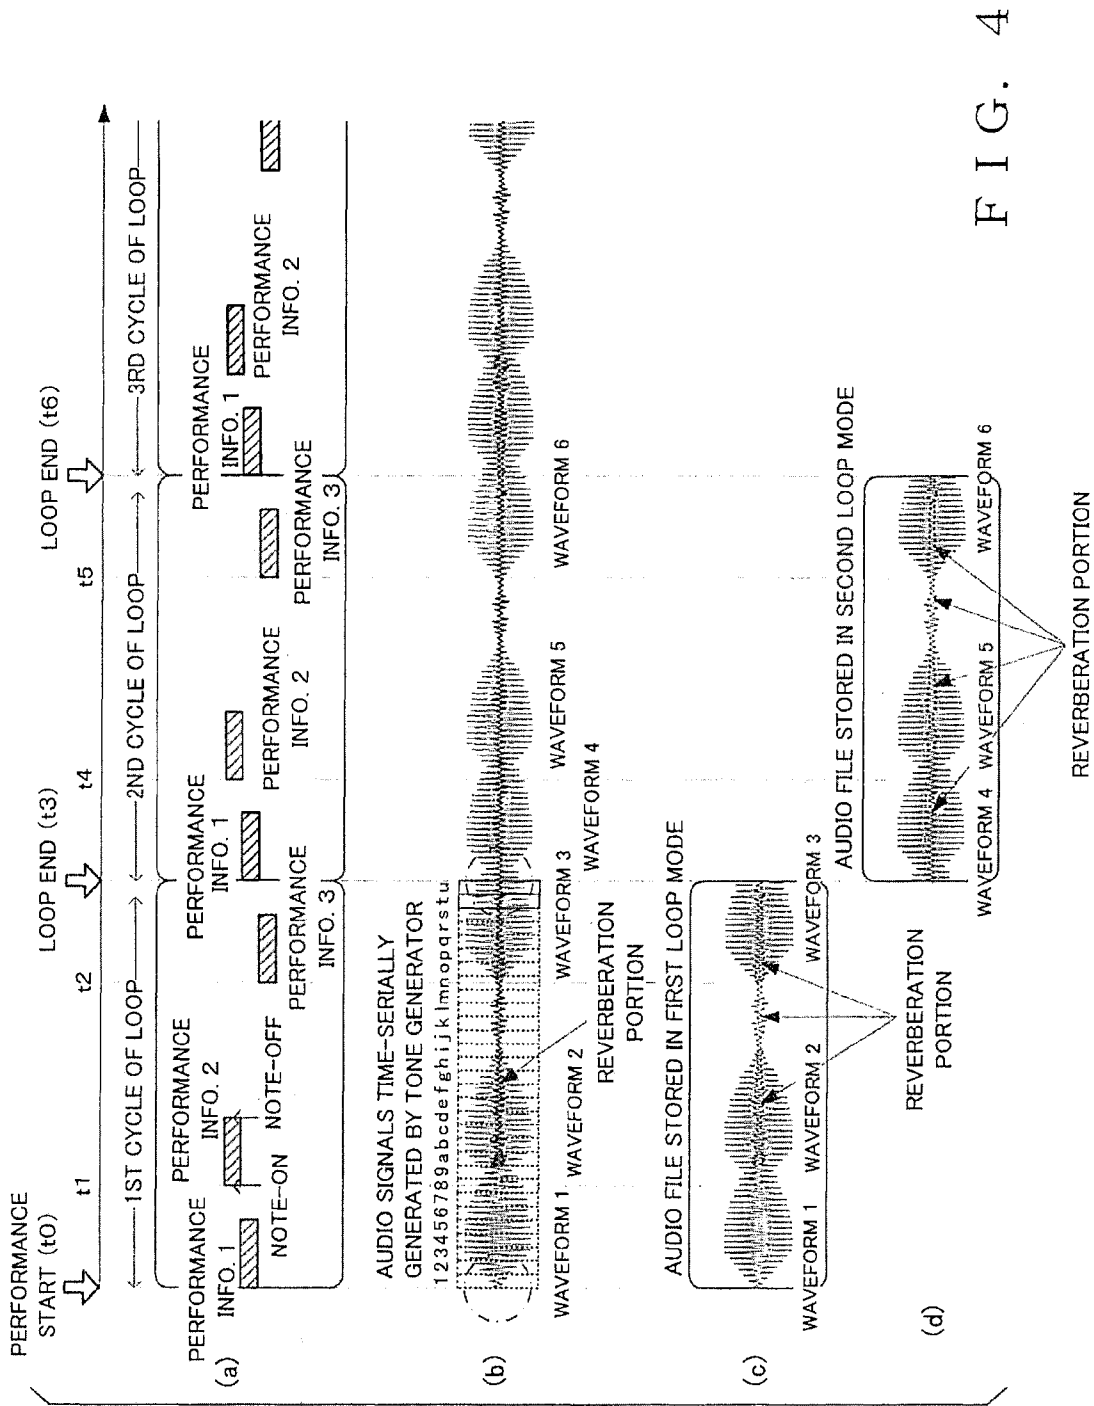 PERFORMANCE
START (t0)
LOOP END (t3)
LOOP END (t6)
t1
t2
t4
t5
1ST CYCLE OF LOOP
2ND CYCLE OF LOOP
3RD CYCLE OF LOOP
(a)
PERFORMANCE
INFO. 1
PERFORMANCE
INFO. 2
NOTE-ON
NOTE-OFF
PERFORMANCE
INFO. 3
PERFORMANCE
INFO. 1
PERFORMANCE
INFO. 2
PERFORMANCE
INFO. 3
PERFORMANCE
INFO. 1
PERFORMANCE
INFO. 2
AUDIO SIGNALS TIME-SERIALLY
GENERATED BY TONE GENERATOR
123456789abcdefghijklmnopqrstu
(b)
WAVEFORM 1
WAVEFORM 2
WAVEFORM 3
WAVEFORM 4
WAVEFORM 5
WAVEFORM 6
REVERBERATION
PORTION
AUDIO FILE STORED IN FIRST LOOP MODE
(c)
WAVEFORM 1
WAVEFORM 2
WAVEFORM 3
REVERBERATION
PORTION
AUDIO FILE STORED IN SECOND LOOP MODE
(d)
WAVEFORM 4
WAVEFORM 5
WAVEFORM 6
REVERBERATION PORTION
FIG. 4